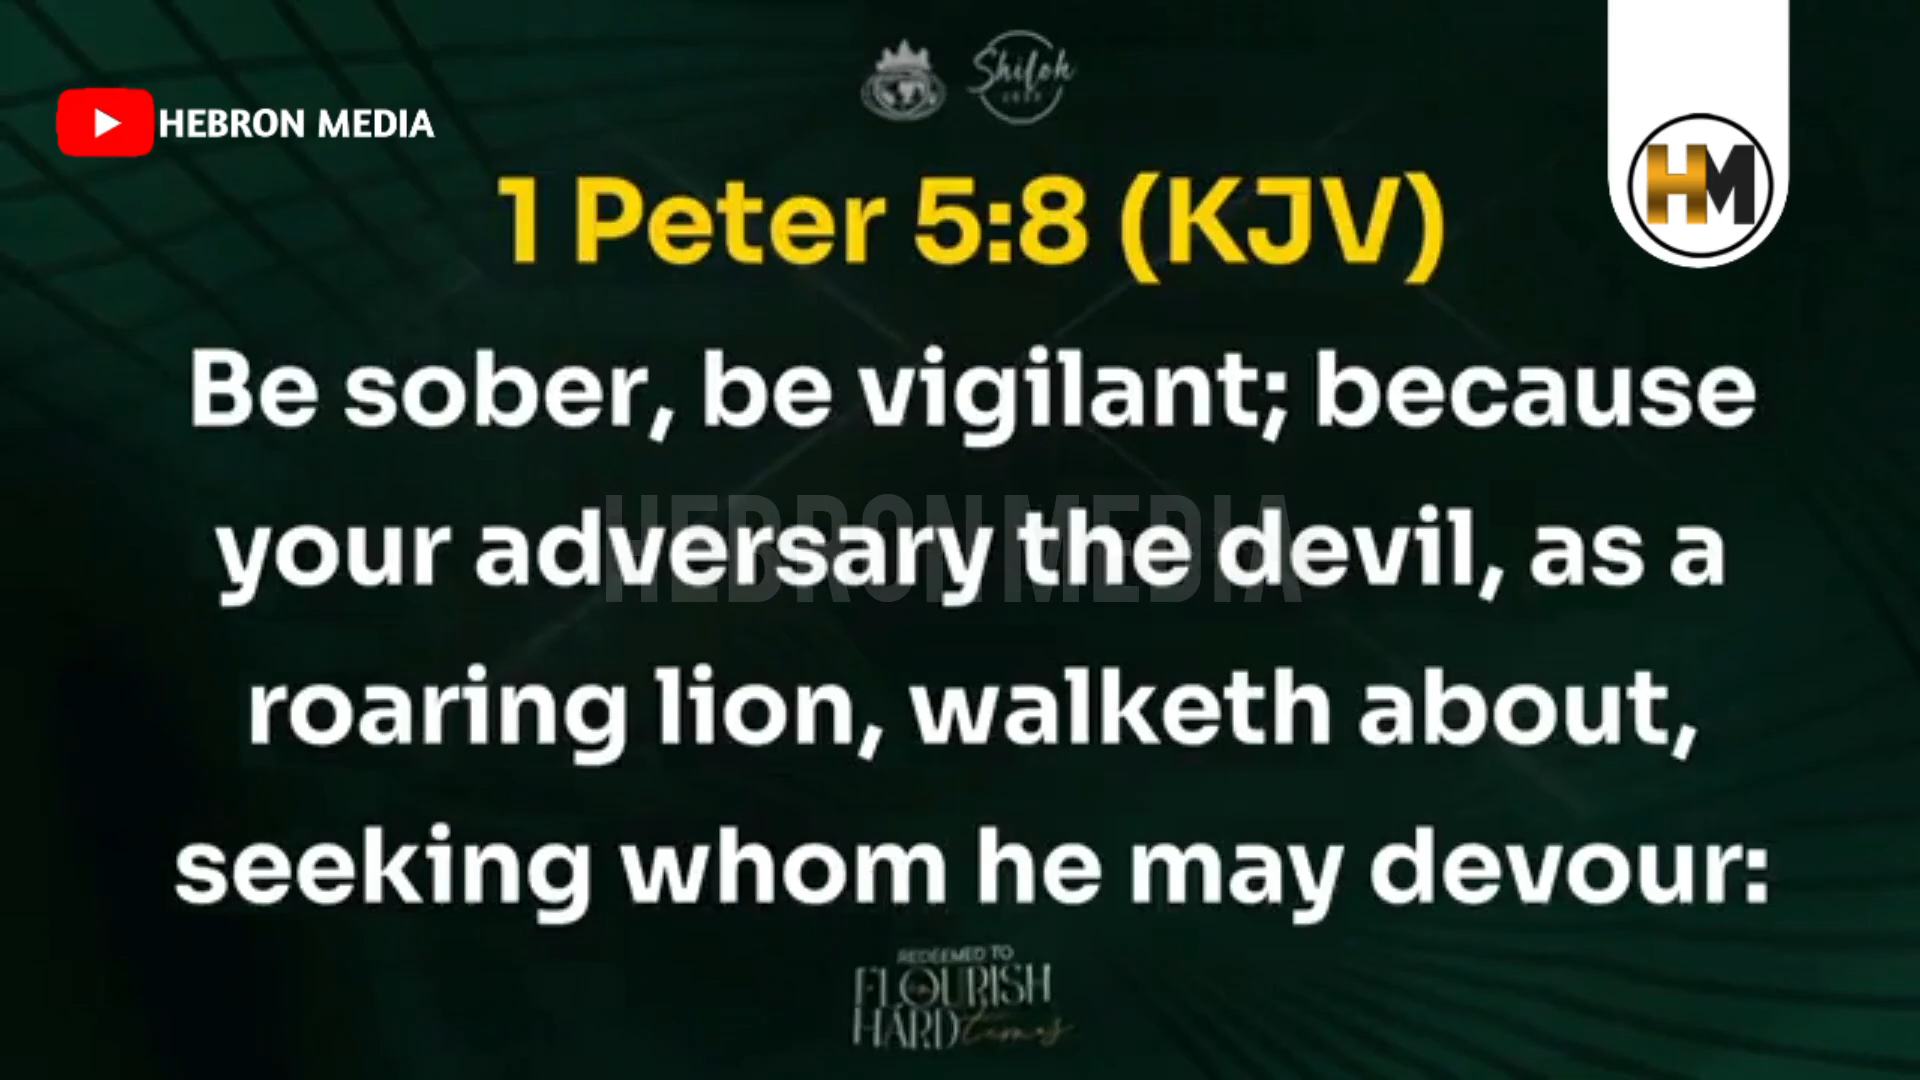 Shiloh
HEBRON MEDIA
HM
1 Peter 5:8 (KJV)
Be sober, be vigilant; because
your adversary the devil, as a
roaring lion, walketh about,
seeking whom he may devour:
HEBRON MEDIA
REDEEMED TO
FLOURISH
HARD times